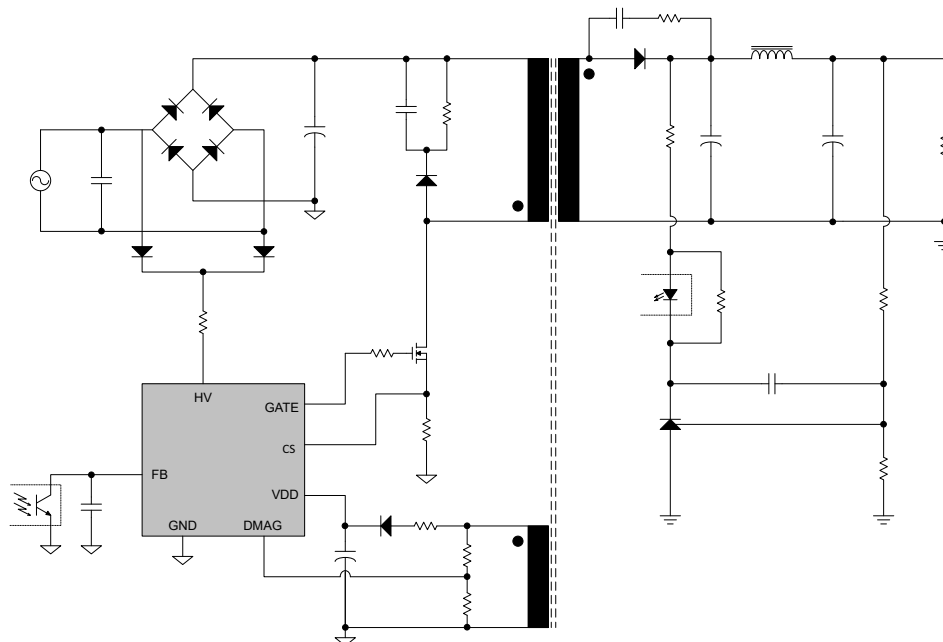 HV
GATE
CS
FB
VDD
GND
DMAG